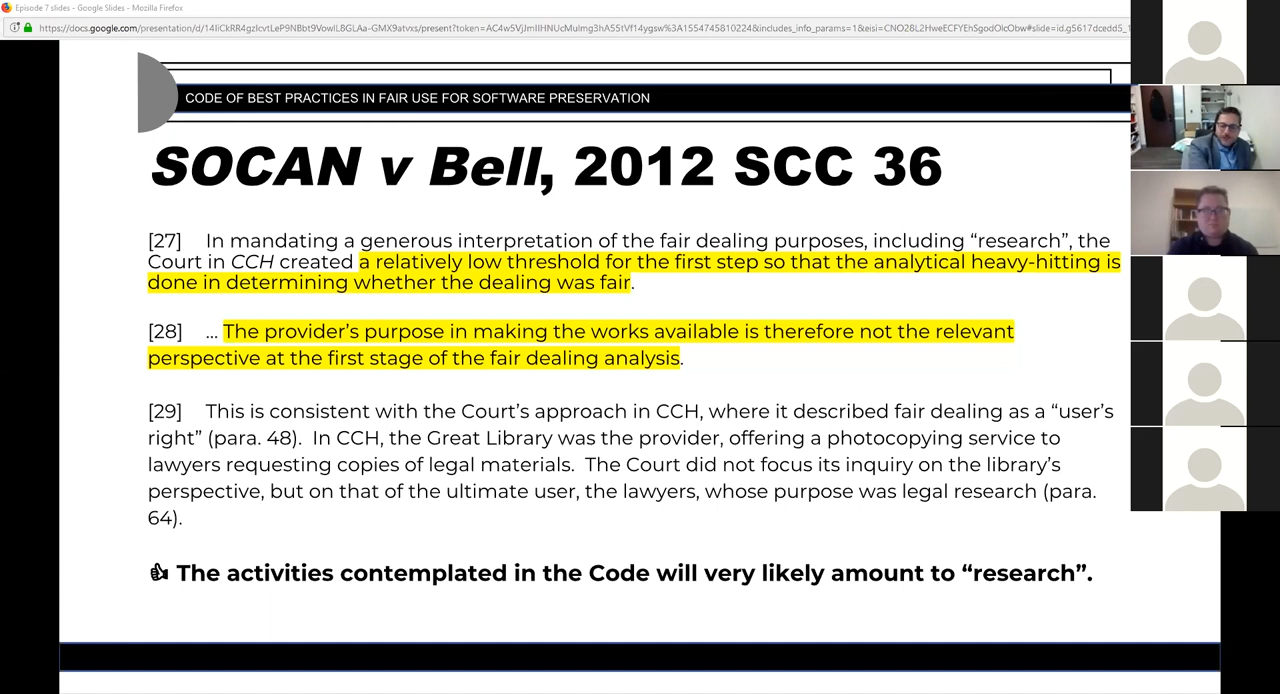 Episode 7 slides - Google Slides - Mozilla Firefox
CODE OF BEST PRACTICES IN FAIR USE FOR SOFTWARE PRESERVATION
SOCAN v Bell, 2012 SCC 36
[27] In mandating a generous interpretation of the fair dealing purposes, including “research”, the
Court in CCH created a relatively low threshold for the first step so that the analytical heavy-hitting is
done in determining whether the dealing was fair.
[28] ... The provider’s purpose in making the works available is therefore not the relevant
perspective at the first stage of the fair dealing analysis.
[29] This is consistent with the Court’s approach in CCH, where it described fair dealing as a “user’s
right” (para. 48). In CCH, the Great Library was the provider, offering a photocopying service to
lawyers requesting copies of legal materials. The Court did not focus its inquiry on the library’s
perspective, but on that of the ultimate user, the lawyers, whose purpose was legal research (para.
64).
👍 The activities contemplated in the Code will very likely amount to “research”.